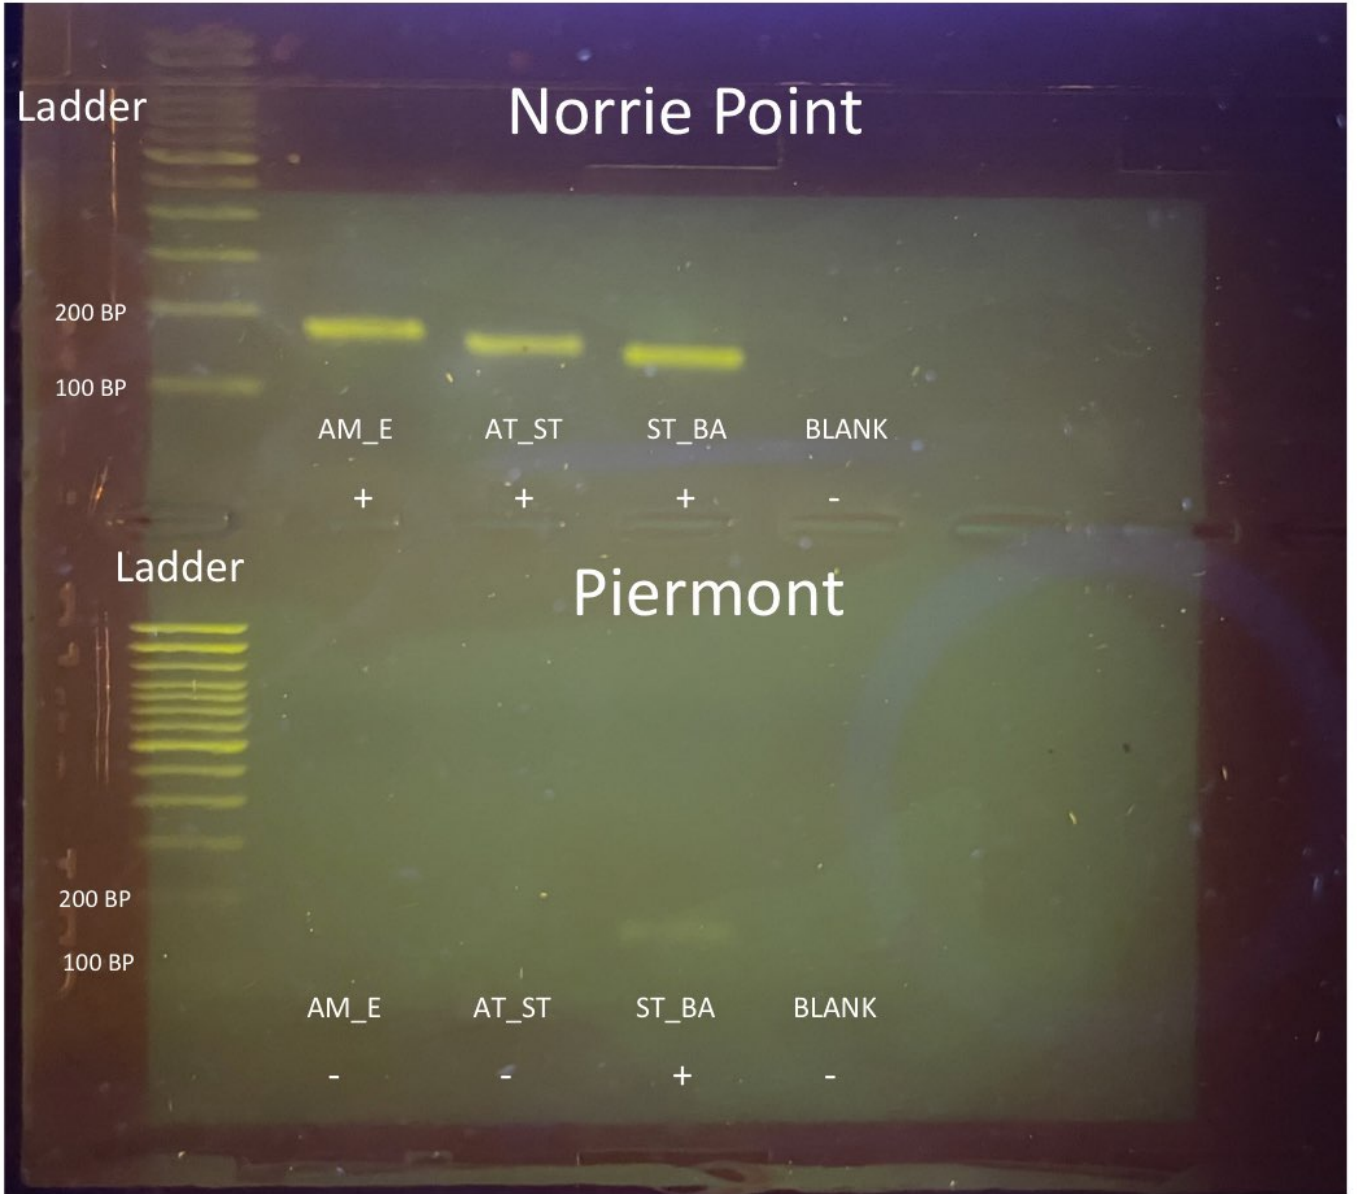 Ladder
Norrie Point
200 BP
100 BP
AM_E AT_ST ST_BA BLANK
+ + + -
Ladder
Piermont
200 BP
100 BP
AM_E AT_ST ST_BA BLANK
- - + -